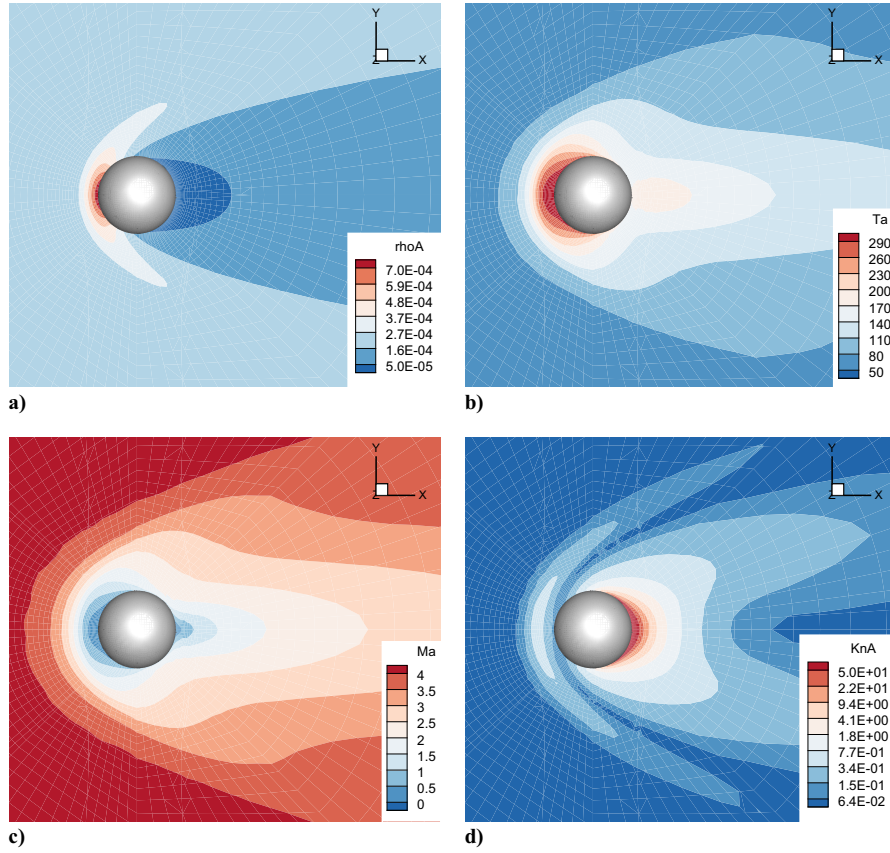 Y
Z X
rhoA
7.0E-04
5.9E-04
4.8E-04
3.7E-04
2.7E-04
1.6E-04
5.0E-05
a)
Y
Z X
Ta
290
260
230
200
170
140
110
80
50
b)
Y
Z X
Ma
4
3.5
3
2.5
2
1.5
1
0.5
0
c)
Y
Z X
KnA
5.0E+01
2.2E+01
9.4E+00
4.1E+00
1.8E+00
7.7E-01
3.4E-01
1.5E-01
6.4E-02
d)